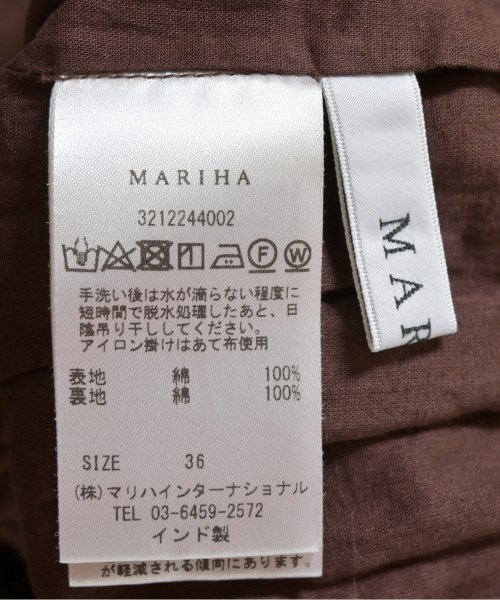 MARIHA
3212244002
F W
手洗い後は水が滴らない程度に
短時間で脱水処理したあと、日
陰吊り干ししてください。
アイロン掛けはあて布使用
表地 綿 100%
裏地 綿 100%
SIZE 36
(株)マリハインターナショナル
TEL 03-6459-2572
インド製
が軽減される傾向にあります。
MAR